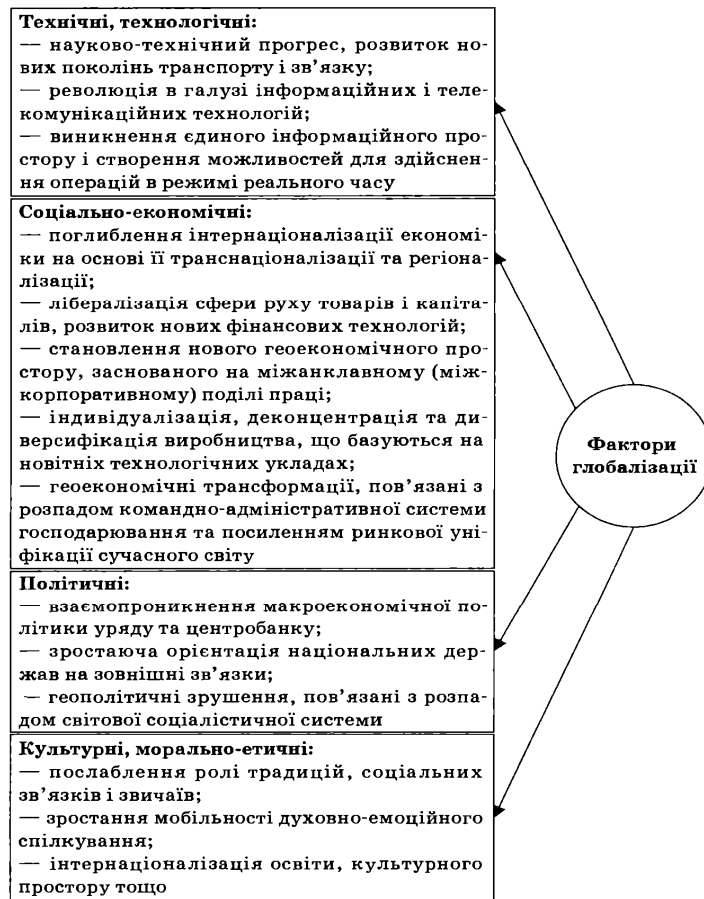 Технічні, технологічні:
— науково-технічний прогрес, розвиток но-
вих поколінь транспорту і зв’язку;
— революція в галузі інформаційних і теле-
комунікаційних технологій;
— виникнення єдиного інформаційного про-
стору і створення можливостей для здійснен-
ня операцій в режимі реального часу
Соціально-економічні:
— поглиблення інтернаціоналізації економі-
ки на основі її транснаціоналізації та регіона-
лізації;
— лібералізація сфери руху товарів і капіта-
лів, розвиток нових фінансових технологій;
— становлення нового геоекономічного про-
стору, заснованого на міжанклавному (між-
корпоративному) поділі праці;
— індивідуалізація, деконцентрація та ди-
версифікація виробництва, що базуються на
новітніх технологічних укладах;
— геоекономічні трансформації, пов’язані з
розпадом командно-адміністративної системи
господарювання та посиленням ринкової уні-
фікації сучасного світу
Політичні:
— взаємопроникнення макроекономічної по-
літики уряду та центробанку;
— зростаюча орієнтація національних дер-
жав на зовнішні зв’язки;
— геополітичні зрушення, пов’язані з розпа-
дом світової соціалістичної системи
Культурні, морально-етичні:
— послаблення ролі традицій, соціальних
зв’язків і звичаїв;
— зростання мобільності духовно-емоційного
спілкування;
— інтернаціоналізація освіти, культурного
простору тощо
Фактори
глобалізації